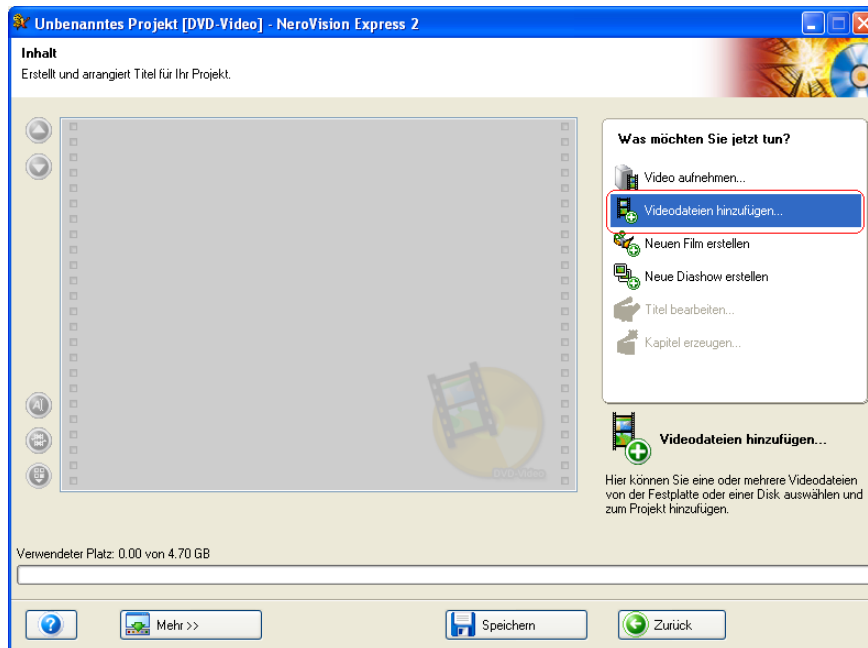 Unbenanntes Projekt [DVD-Video] - NeroVision Express 2
Inhalt
Erstellt und arrangiert Titel für Ihr Projekt.
Was möchten Sie jetzt tun?
Video aufnehmen...
Videodateien hinzufügen...
Neuen Film erstellen
Neue Diashow erstellen
Titel bearbeiten...
Kapitel erzeugen...
DVD-Video
Videodateien hinzufügen...
Hier können Sie eine oder mehrere Videodateien
von der Festplatte oder einer Disk auswählen und
zum Projekt hinzufügen.
Verwendeter Platz: 0.00 von 4.70 GB
Mehr >>
Speichern
Zurück